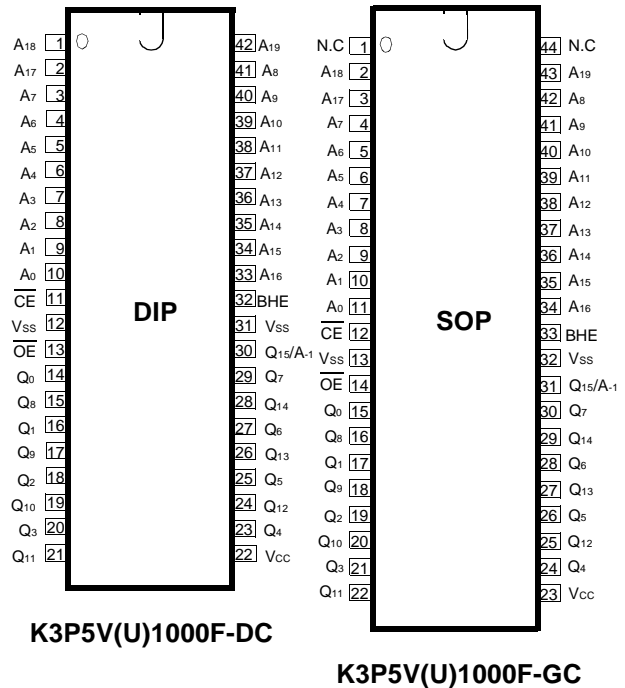 A18 1 42 A19
A17 2 41 A8
A7 3 40 A9
A6 4 39 A10
A5 5 38 A11
A4 6 37 A12
A3 7 36 A13
A2 8 35 A14
A1 9 34 A15
A0 10 33 A16
CE 11 32 BHE
VSS 12 31 VSS
OE 13 30 Q15/A-1
Q0 14 29 Q7
Q8 15 28 Q14
Q1 16 27 Q6
Q9 17 26 Q13
Q2 18 25 Q5
Q10 19 24 Q12
Q3 20 23 Q4
Q11 21 22 VCC
DIP
K3P5V(U)1000F-DC
N.C 1 44 N.C
A18 2 43 A19
A17 3 42 A8
A7 4 41 A9
A6 5 40 A10
A5 6 39 A11
A4 7 38 A12
A3 8 37 A13
A2 9 36 A14
A1 10 35 A15
A0 11 34 A16
CE 12 33 BHE
VSS 13 32 VSS
OE 14 31 Q15/A-1
Q0 15 30 Q7
Q8 16 29 Q14
Q1 17 28 Q6
Q9 18 27 Q13
Q2 19 26 Q5
Q10 20 25 Q12
Q3 21 24 Q4
Q11 22 23 VCC
SOP
K3P5V(U)1000F-GC